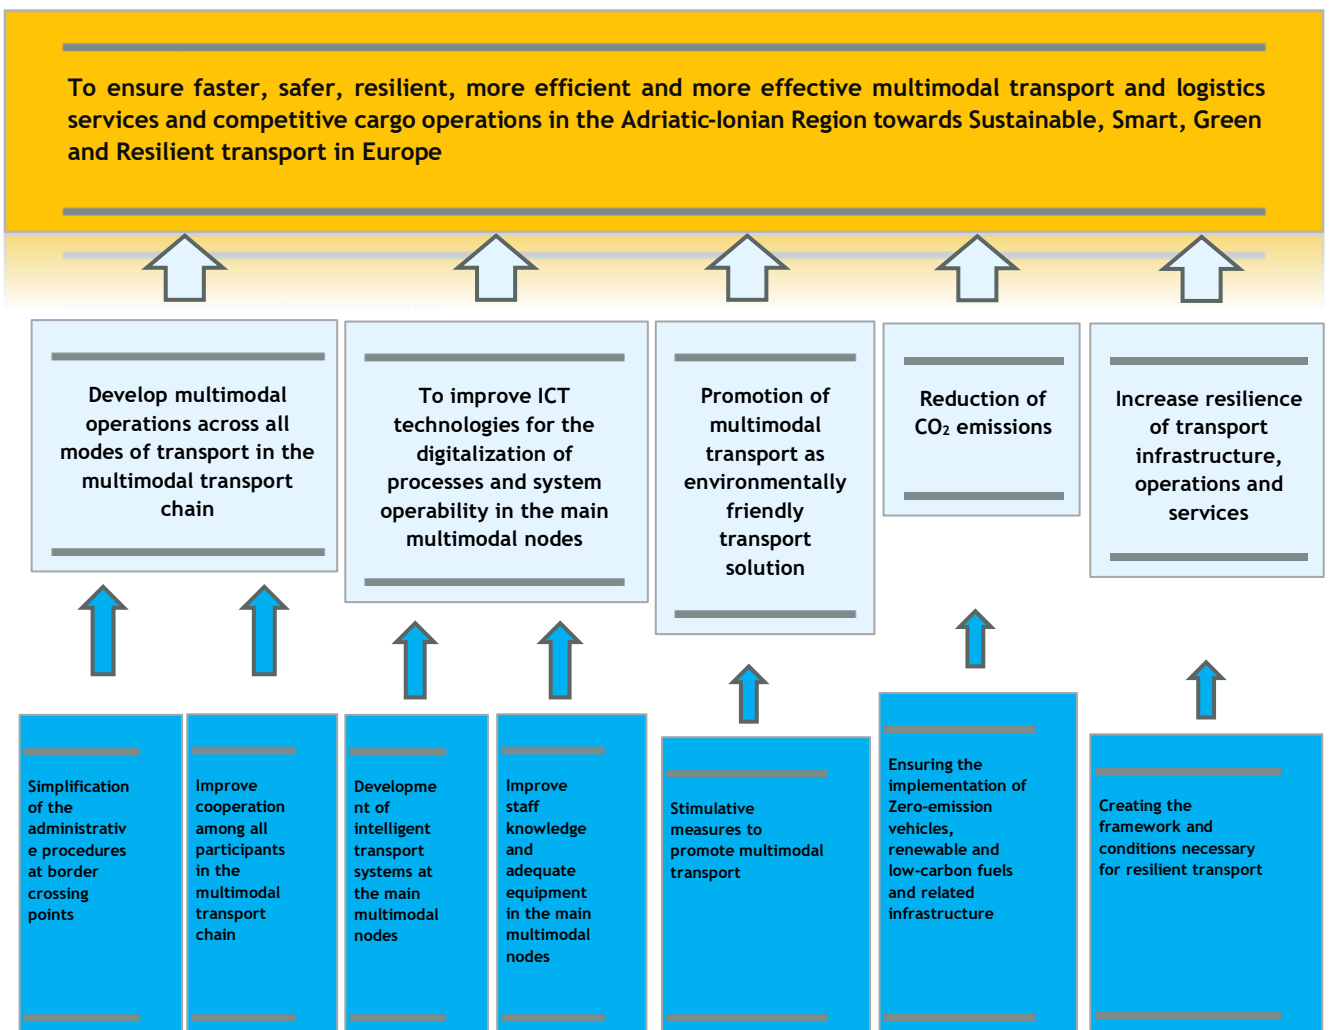 To ensure faster, safer, resilient, more efficient and more effective multimodal transport and logistics
services and competitive cargo operations in the Adriatic-Ionian Region towards Sustainable, Smart, Green
and Resilient transport in Europe
Develop multimodal
operations across all
modes of transport in the
multimodal transport
chain
To improve ICT
technologies for the
digitalization of
processes and system
operability in the main
multimodal nodes
Promotion of
multimodal
transport as
environmentally
friendly
transport
solution
Reduction of
CO₂ emissions
Increase resilience
of transport
infrastructure,
operations and
services
Simplification
of the
administrativ
e procedures
at border
crossing
points
Improve
cooperation
among all
participants
in the
multimodal
transport
chain
Developme
nt of
intelligent
transport
systems at
the main
multimodal
nodes
Improve
staff
knowledge
and
adequate
equipment
in the main
multimodal
nodes
Stimulative
measures to
promote multimodal
transport
Ensuring the
implementation of
Zero-emission
vehicles,
renewable and
low-carbon fuels
and related
infrastructure
Creating the
framework and
conditions necessary
for resilient transport